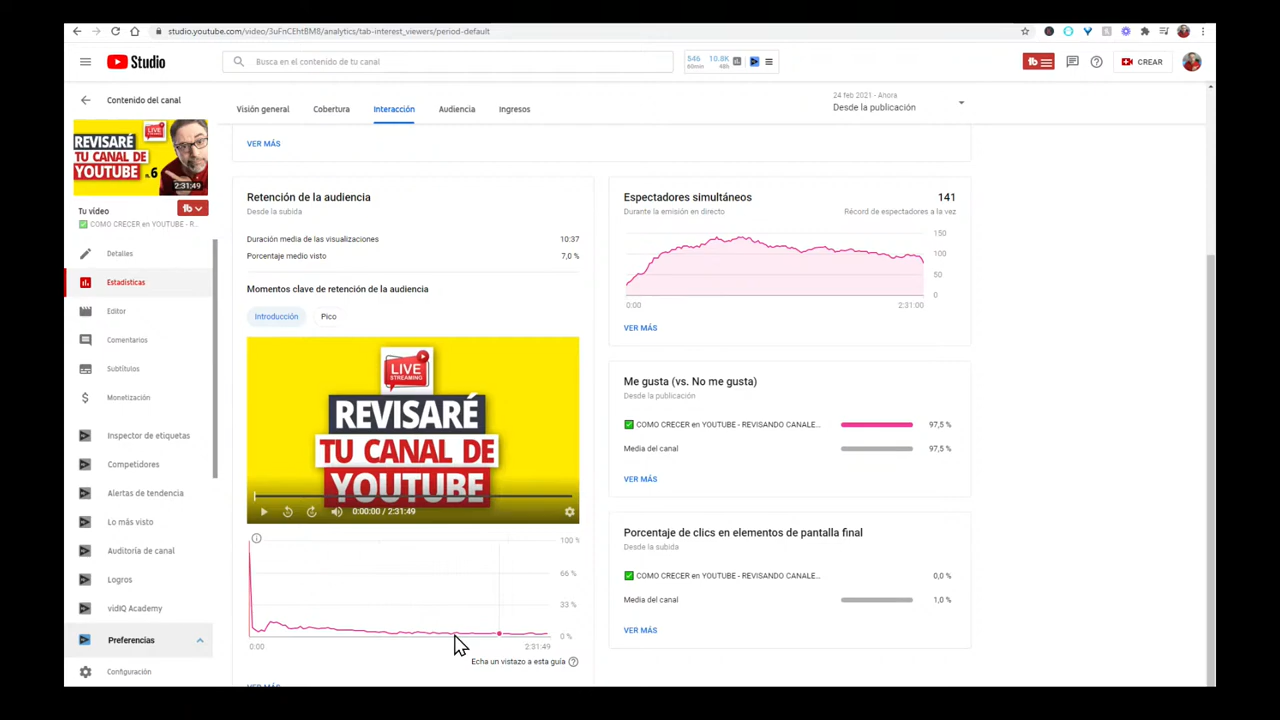 studio.youtube.com/video/3uFnCEhtBM8/analytics/tab-interest_viewers/period-default
Studio
Busca en el contenido de tu canal
546 10.8K
60min 48h
CREAR
Contenido del canal
Visión general Cobertura Interacción Audiencia Ingresos
24 feb 2021 - Ahora
Desde la publicación
LIVE
REVISARÉ
TU CANAL DE
YOUTUBE N.6
2:31:49
Tu vídeo
COMO CRECER en YOUTUBE - R...
Detalles
Estadísticas
Editor
Comentarios
Subtítulos
Monetización
Inspector de etiquetas
Competidores
Alertas de tendencia
Lo más visto
Auditoría de canal
Logros
vidIQ Academy
Preferencias
Configuración
VER MÁS
Retención de la audiencia
Desde la subida
Duración media de las visualizaciones 10:37
Porcentaje medio visto 7,0 %
Momentos clave de retención de la audiencia
Introducción Pico
LIVE
STREAMING
REVISARÉ
TU CANAL DE
YOUTUBE
0:00:00 / 2:31:49
100 %
66 %
33 %
0 %
0:00 2:31:49
Echa un vistazo a esta guía
VER MÁS
Espectadores simultáneos 141
Durante la emisión en directo Récord de espectadores a la vez
150
100
50
0
0:00 2:31:00
VER MÁS
Me gusta (vs. No me gusta)
Desde la publicación
COMO CRECER en YOUTUBE - REVISANDO CANALE... 97,5 %
Media del canal 97,5 %
VER MÁS
Porcentaje de clics en elementos de pantalla final
Desde la subida
COMO CRECER en YOUTUBE - REVISANDO CANALE... 0,0 %
Media del canal 1,0 %
VER MÁS